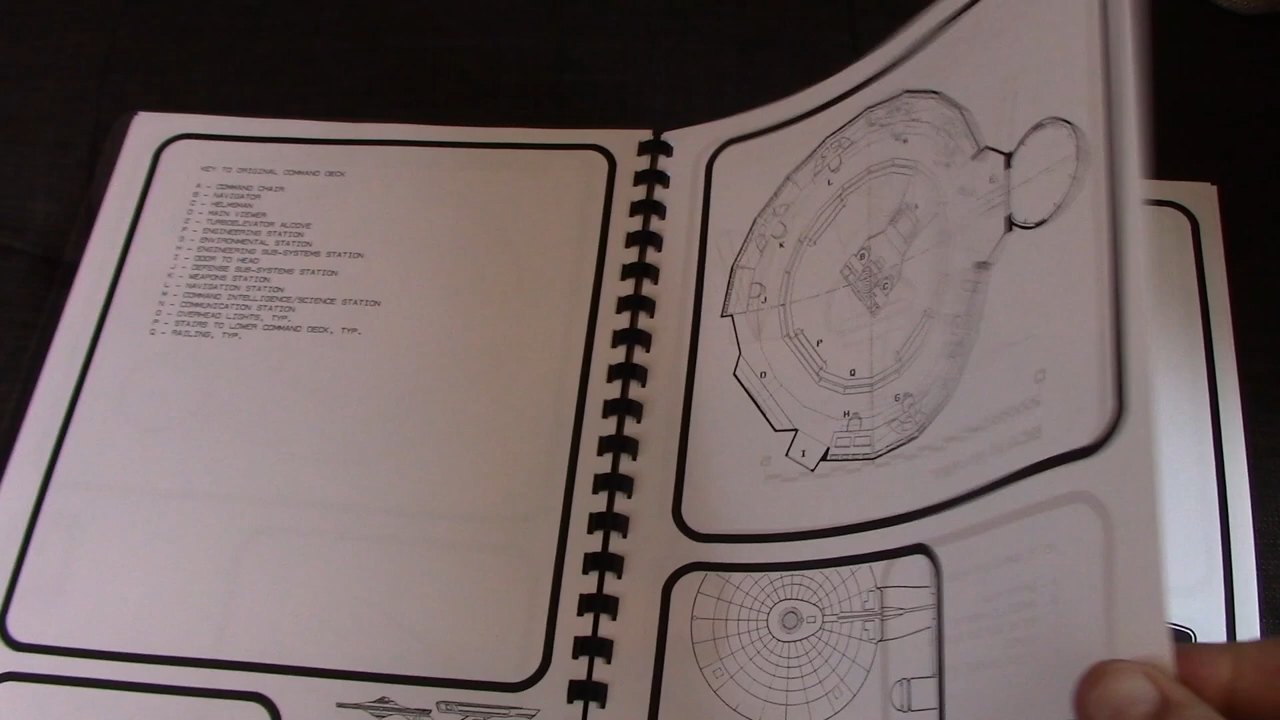 KEY TO ORIGINAL COMMAND DECK
A - COMMAND CHAIR
B - NAVIGATOR
C - HELMSMAN
D - MAIN VIEWER
E - TURBOELEVATOR ALCOVE
F - ENGINEERING STATION
G - ENVIRONMENTAL STATION
H - ENGINEERING SUB-SYSTEMS STATION
I - DOOR TO HEAD
J - DEFENSE SUB-SYSTEMS STATION
K - WEAPONS STATION
L - NAVIGATION STATION
M - COMMAND INTELLIGENCE/SCIENCE STATION
N - COMMUNICATION STATION
O - OVERHEAD LIGHTS, TYP.
P - STAIRS TO LOWER COMMAND DECK, TYP.
Q - RAILING, TYP.
L
K
J
C
P
D
Q
H
G
I